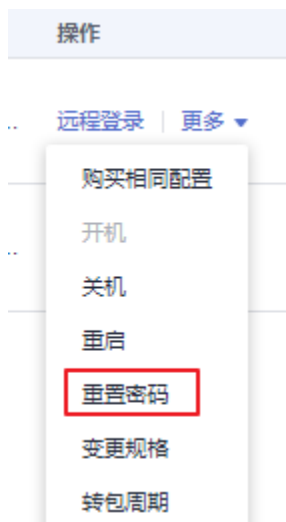 操作
.. 远程登录 更多
购买相同配置
开机
..
关机
重启
重置密码
变更规格
转包周期